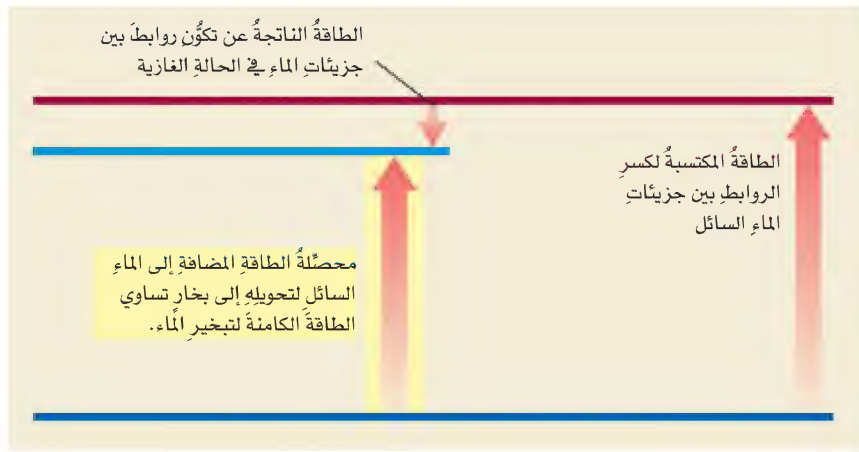 الطاقةُ الناتجةُ عن تكوُّنِ روابطَ بين
جزيئاتِ الماءِ في الحالةِ الغازية
الطاقةُ المكتسبةُ لكسرِ
الروابطِ بين جزيئاتِ
الماءِ السائل
محصِّلةُ الطاقةِ المضافةِ إلى الماءِ
السائلِ لتحويلِهِ إلى بخارٍ تساوي
الطاقةَ الكامنةَ لتبخيرِ الماء.